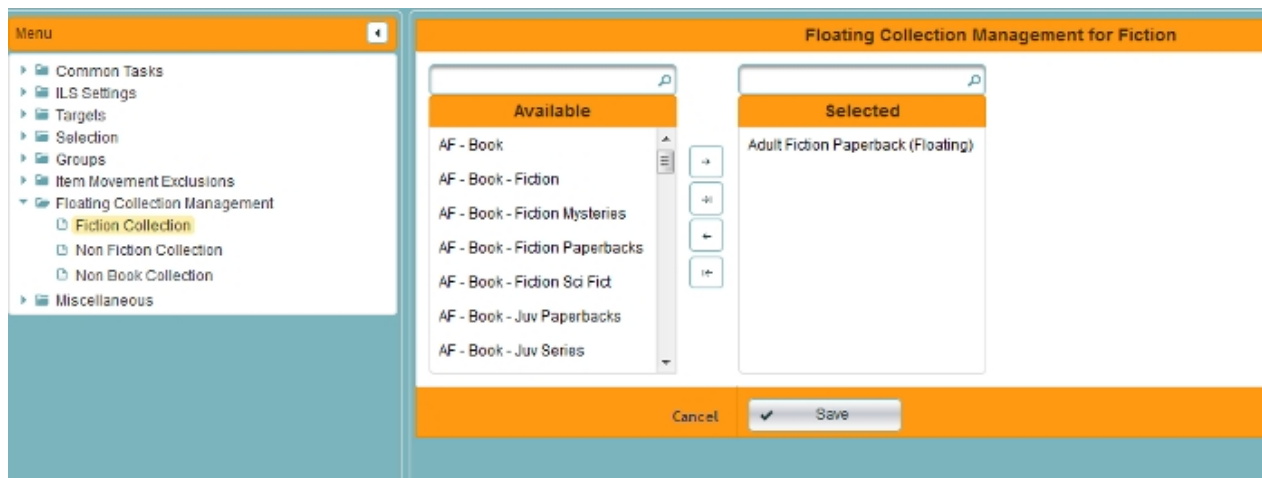 Menu
Common Tasks
ILS Settings
Targets
Selection
Groups
Item Movement Exclusions
Floating Collection Management
Fiction Collection
Non Fiction Collection
Non Book Collection
Miscellaneous
Floating Collection Management for Fiction
Available
AF - Book
AF - Book - Fiction
AF - Book - Fiction Mysteries
AF - Book - Fiction Paperbacks
AF - Book - Fiction Sci Fict
AF - Book - Juv Paperbacks
AF - Book - Juv Series
Selected
Adult Fiction Paperback (Floating)
Cancel
Save